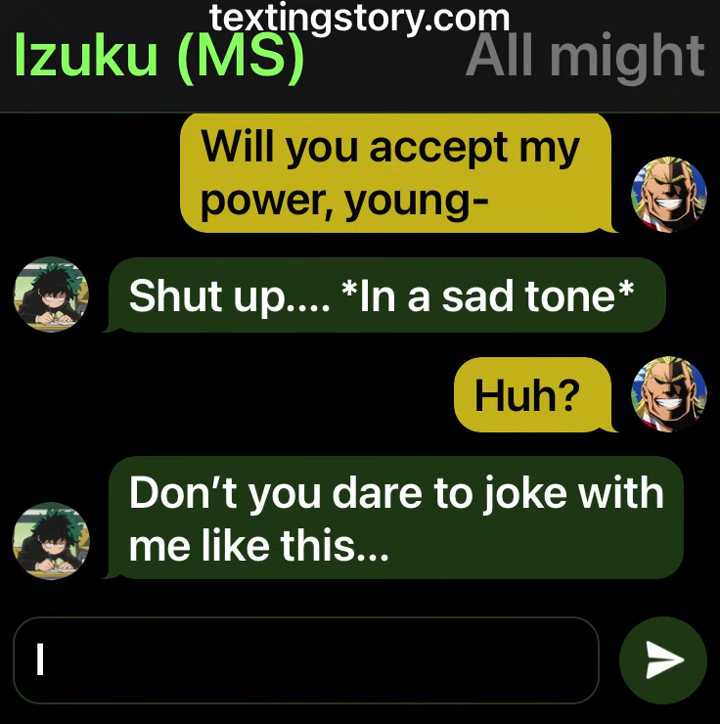 textingstory.com
Izuku (MS)
All might
Will you accept my
power, young-
Shut up.... *In a sad tone*
Huh?
Don't you dare to joke with
me like this...